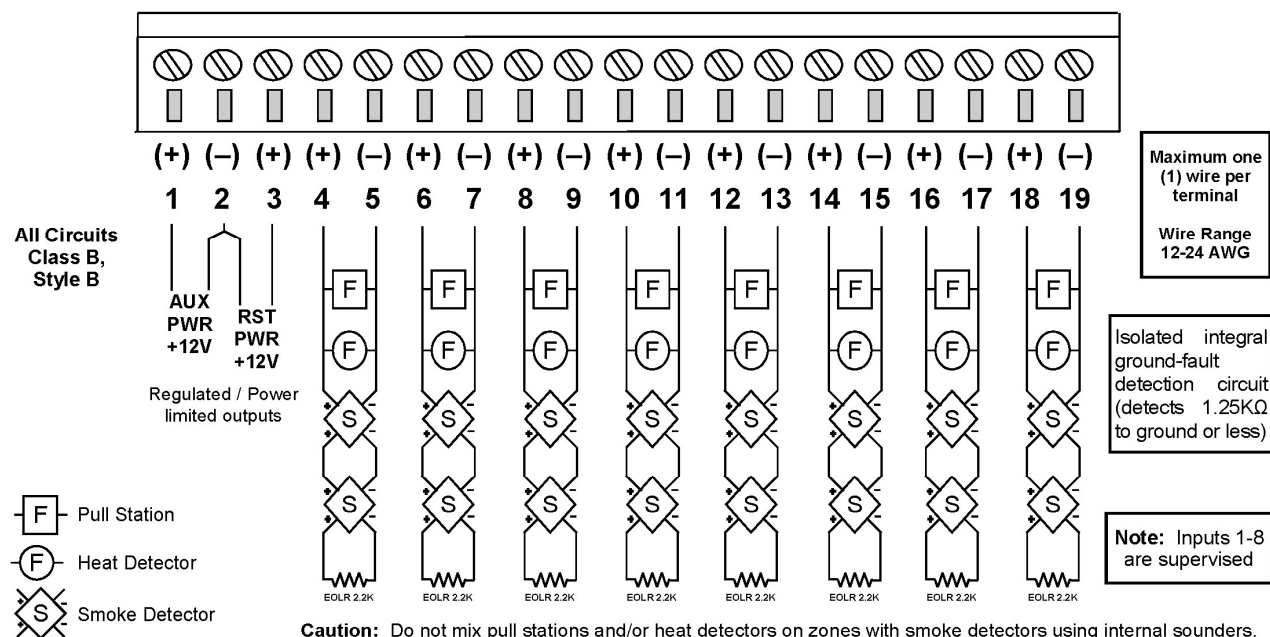 (+) (–) (+) (+) (–) (+) (–) (+) (–) (+) (–) (+) (–) (+) (–) (+) (–) (+) (–)
1 2 3 4 5 6 7 8 9 10 11 12 13 14 15 16 17 18 19
All Circuits
Class B,
Style B
AUX
PWR
+12V
RST
PWR
+12V
Regulated / Power
limited outputs
F F F F F F F F
F F F F F F F F
S S S S S S S S
S S S S S S S S
EOLR 2.2K EOLR 2.2K EOLR 2.2K EOLR 2.2K EOLR 2.2K EOLR 2.2K EOLR 2.2K EOLR 2.2K
Maximum one
(1) wire per
terminal
Wire Range
12-24 AWG
Isolated integral
ground-fault
detection circuit
(detects 1.25KΩ
to ground or less)
Note: Inputs 1-8
are supervised
F Pull Station
F Heat Detector
S Smoke Detector
Caution: Do not mix pull stations and/or heat detectors on zones with smoke detectors using internal sounders.